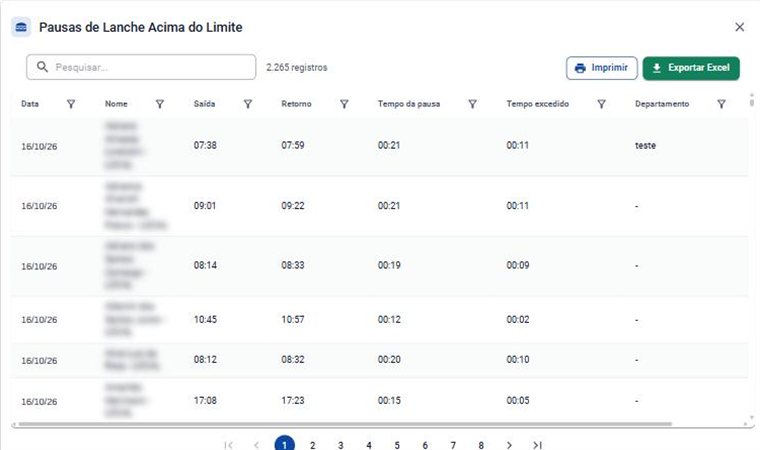 Pausas de Lanche Acima do Limite
Pesquisar... 2.265 registros Imprimir Exportar Excel
Data Nome Saída Retorno Tempo da pausa Tempo excedido Departamento
16/10/26 07:38 07:59 00:21 00:11 teste
16/10/26 09:01 09:22 00:21 00:11 -
16/10/26 08:14 08:33 00:19 00:09 -
16/10/26 10:45 10:57 00:12 00:02 -
16/10/26 08:12 08:32 00:20 00:10 -
16/10/26 17:08 17:23 00:15 00:05 -
1 2 3 4 5 6 7 8